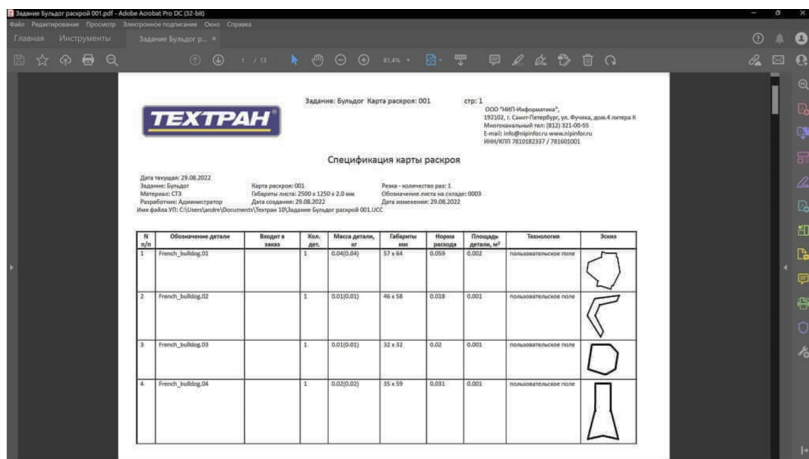 Задание Бульдог раскрой 001.pdf - Adobe Acrobat Pro DC (32-bit)
Файл Редактирование Просмотр Электронное подписание Окно Справка
Главная Инструменты Задание Бульдог р... ×
1 / 13 81,4%
Задание: Бульдог Карта раскроя: 001 стр: 1
ТЕХТРАН
ООО "НИП-Информатика",
192102, г. Санкт-Петербург, ул. Фучика, дом.4 литера К
Многоканальный тел: (812) 321-00-55
E-mail: info@nipinfor.ru www.nipinfor.ru
ИНН/КПП 7810182337 / 781601001
Спецификация карты раскроя
Дата текущая: 29.08.2022
Задание: Бульдог Карта раскроя: 001 Резка - количество раз: 1
Материал: СТ3 Габариты листа: 2500 x 1250 x 2.0 мм Обозначение листа на складе: 0003
Разработчик: Администратор Дата создания: 29.08.2022 Дата изменения: 29.08.2022
Имя файла УП: C:\Users\andre\Documents\Техтран 10\Задание Бульдог раскрой 001.UCC
N п/п Обозначение детали Входит в заказ Кол. дет. Масса детали, кг Габариты мм Норма расхода Площадь детали, м² Технология Эскиз
1 French_bulldog.01 1 0.04(0.04) 57 x 64 0.059 0.002 пользовательское поле
2 French_bulldog.02 1 0.01(0.01) 46 x 58 0.018 0.001 пользовательское поле
3 French_bulldog.03 1 0.01(0.01) 32 x 32 0.02 0.001 пользовательское поле
4 French_bulldog.04 1 0.02(0.02) 35 x 59 0.031 0.001 пользовательское поле